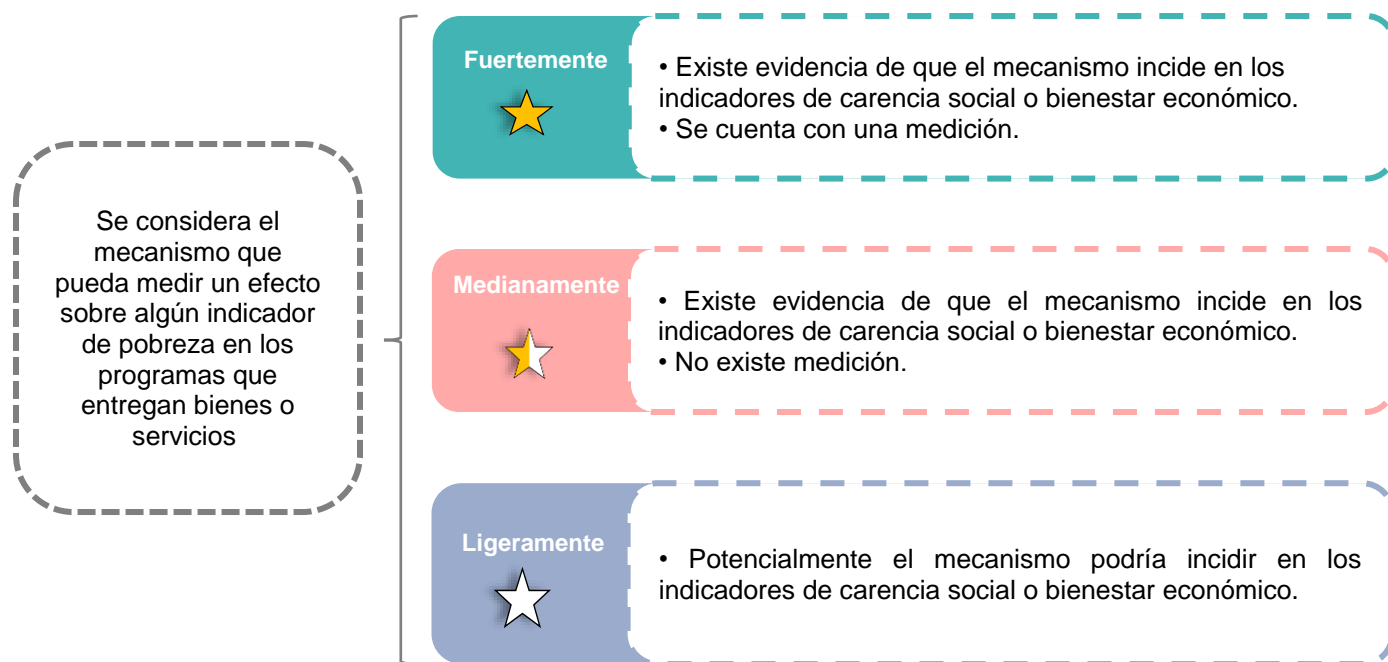 Se considera el
mecanismo que
pueda medir un efecto
sobre algún indicador
de pobreza en los
programas que
entregan bienes o
servicios
Fuertemente
• Existe evidencia de que el mecanismo incide en los
indicadores de carencia social o bienestar económico.
• Se cuenta con una medición.
Medianamente
• Existe evidencia de que el mecanismo incide en los
indicadores de carencia social o bienestar económico.
• No existe medición.
Ligeramente
• Potencialmente el mecanismo podría incidir en los
indicadores de carencia social o bienestar económico.